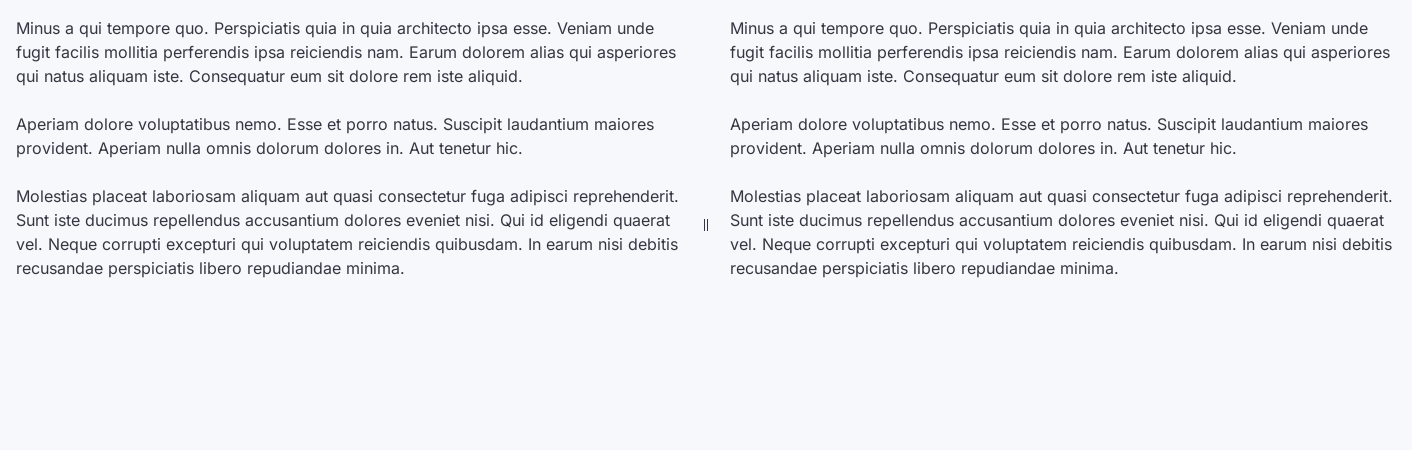 Minus a qui tempore quo. Perspiciatis quia in quia architecto ipsa esse. Veniam unde
fugit facilis mollitia perferendis ipsa reiciendis nam. Earum dolorem alias qui asperiores
qui natus aliquam iste. Consequatur eum sit dolore rem iste aliquid.
Aperiam dolore voluptatibus nemo. Esse et porro natus. Suscipit laudantium maiores
provident. Aperiam nulla omnis dolorum dolores in. Aut tenetur hic.
Molestias placeat laboriosam aliquam aut quasi consectetur fuga adipisci reprehenderit.
Sunt iste ducimus repellendus accusantium dolores eveniet nisi. Qui id eligendi quaerat
vel. Neque corrupti excepturi qui voluptatem reiciendis quibusdam. In earum nisi debitis
recusandae perspiciatis libero repudiandae minima.
Minus a qui tempore quo. Perspiciatis quia in quia architecto ipsa esse. Veniam unde
fugit facilis mollitia perferendis ipsa reiciendis nam. Earum dolorem alias qui asperiores
qui natus aliquam iste. Consequatur eum sit dolore rem iste aliquid.
Aperiam dolore voluptatibus nemo. Esse et porro natus. Suscipit laudantium maiores
provident. Aperiam nulla omnis dolorum dolores in. Aut tenetur hic.
Molestias placeat laboriosam aliquam aut quasi consectetur fuga adipisci reprehenderit.
Sunt iste ducimus repellendus accusantium dolores eveniet nisi. Qui id eligendi quaerat
vel. Neque corrupti excepturi qui voluptatem reiciendis quibusdam. In earum nisi debitis
recusandae perspiciatis libero repudiandae minima.